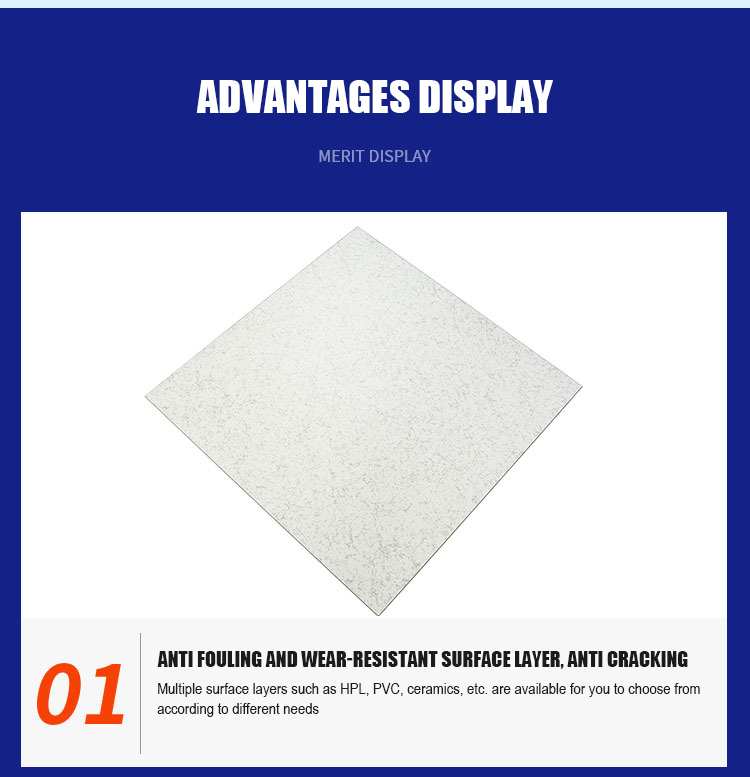 ADVANTAGES DISPLAY
MERIT DISPLAY
01
ANTI FOULING AND WEAR-RESISTANT SURFACE LAYER, ANTI CRACKING
Multiple surface layers such as HPL, PVC, ceramics, etc. are available for you to choose from
according to different needs